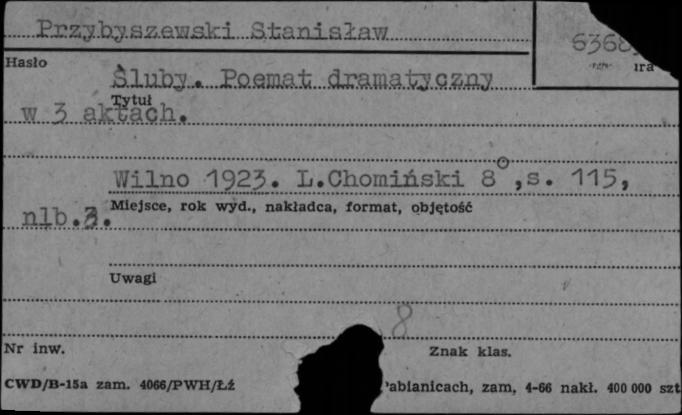 Przybyszewski Stanisław
6368
Hasło
Śluby. Poemat dramatyczny
Tytuł
w 3 aktach.
Wilno 1923. L.Chomiński 8°,s. 115,
Miejsce, rok wyd., nakładca, format, objętość
nlb.3.
Uwagi
8
Nr inw.
Znak klas.
CWD/B-15a zam. 4066/PWH/Łź
abianicach, zam, 4-66 nakł. 400 000 szt